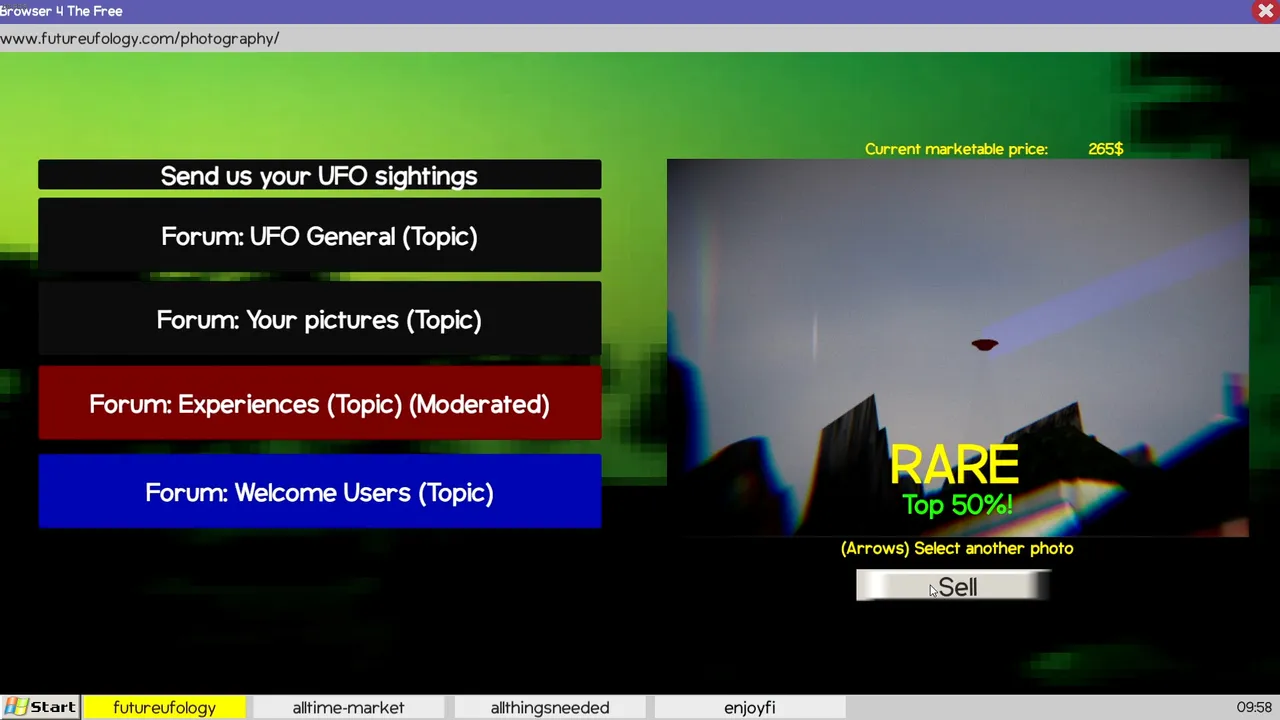 Browser 4 The Free
www.futureufology.com/photography/
Current marketable price: 265$
Send us your UFO sightings
Forum: UFO General (Topic)
Forum: Your pictures (Topic)
Forum: Experiences (Topic) (Moderated)
RARE
Forum: Welcome Users (Topic)
Top 50%!
(Arrows) Select another photo
Sell
Start
futureufology
alltime-market
allthingsneeded
enjoyfi
09:58